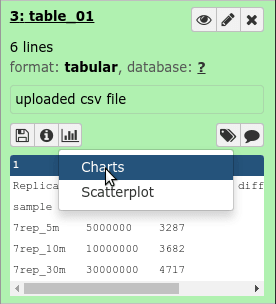 3: table_01
6 lines
format: tabular, database: ?
uploaded csv file
Charts
Scatterplot
1
Replica diff
sample
7rep_5m 5000000 3287
7rep_10m 10000000 3682
7rep_30m 30000000 4717